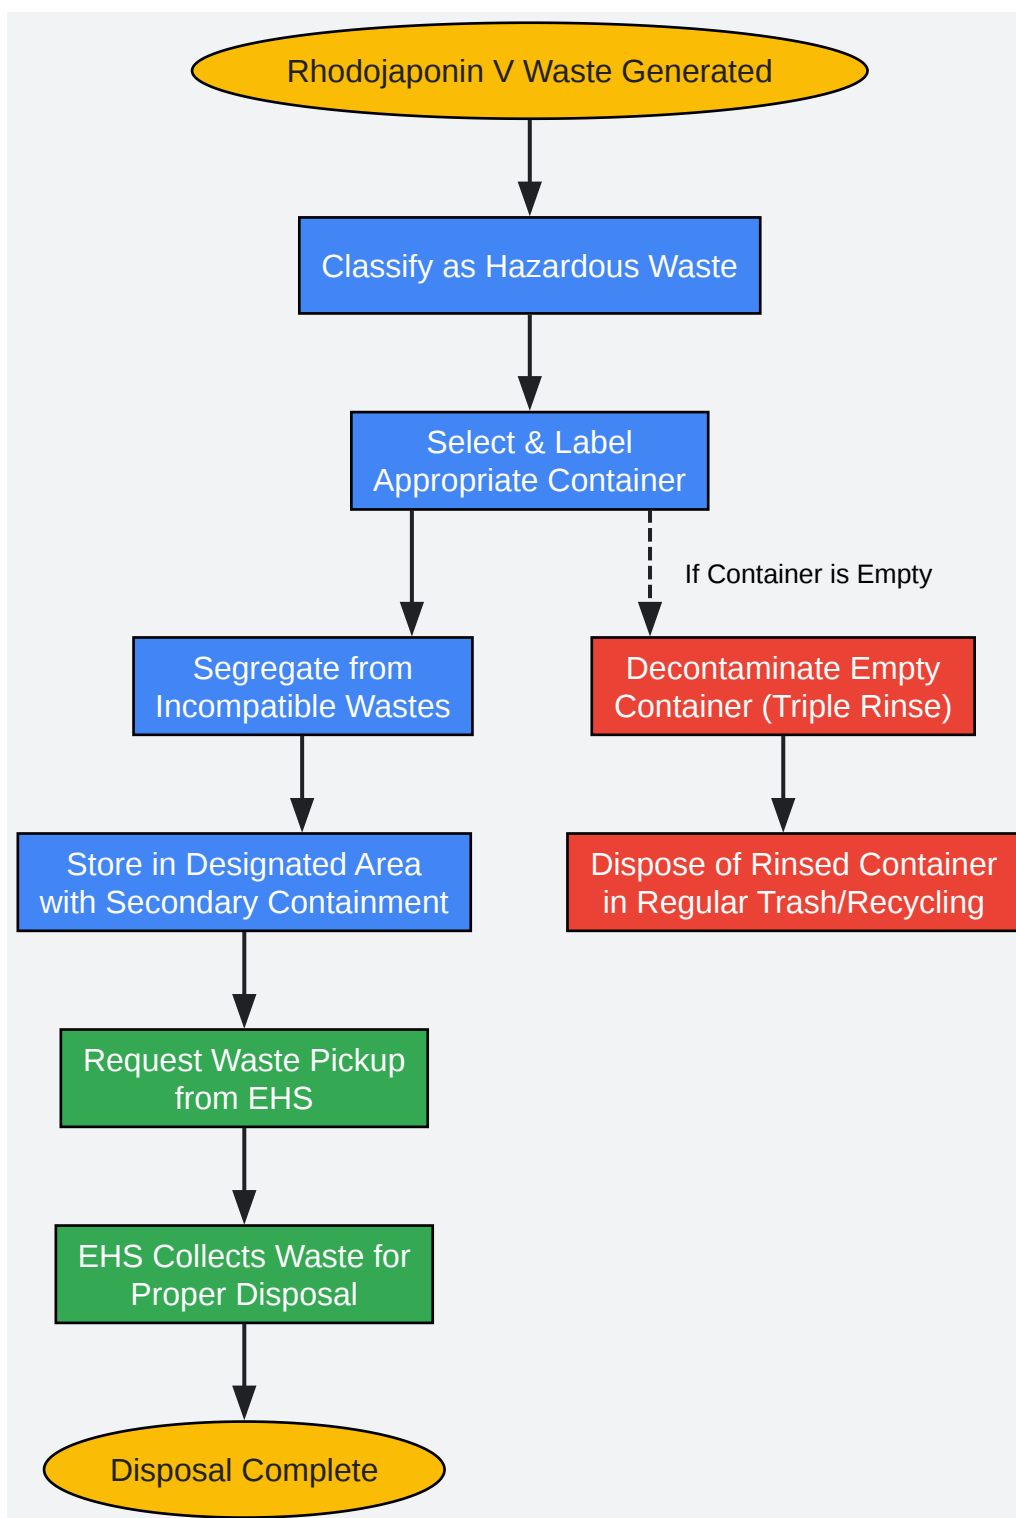 Rhodojaponin V Waste Generated
Classify as Hazardous Waste
Select & Label
Appropriate Container
If Container is Empty
Segregate from
Incompatible Wastes
Decontaminate Empty
Container (Triple Rinse)
Store in Designated Area
with Secondary Containment
Dispose of Rinsed Container
in Regular Trash/Recycling
Request Waste Pickup
from EHS
EHS Collects Waste for
Proper Disposal
Disposal Complete